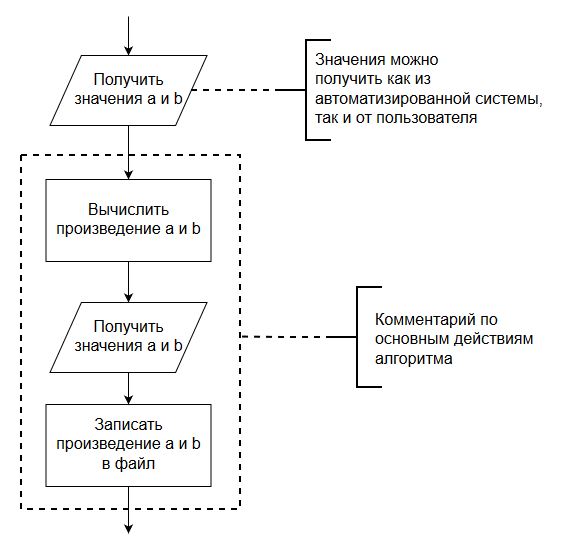 Получить
значения a и b
Значения можно
получить как из
автоматизированной системы,
так и от пользователя
Вычислить
произведение a и b
Получить
значения a и b
Комментарий по
основным действиям
алгоритма
Записать
произведение a и b
в файл